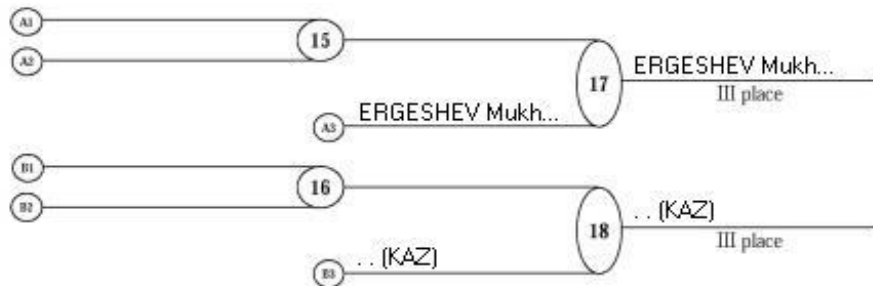 A1
15
A2
ERGESHEV Mukh...
17
III place
A3
ERGESHEV Mukh...
B1
16
B2
. . (KAZ)
18
III place
B3
. . (KAZ)